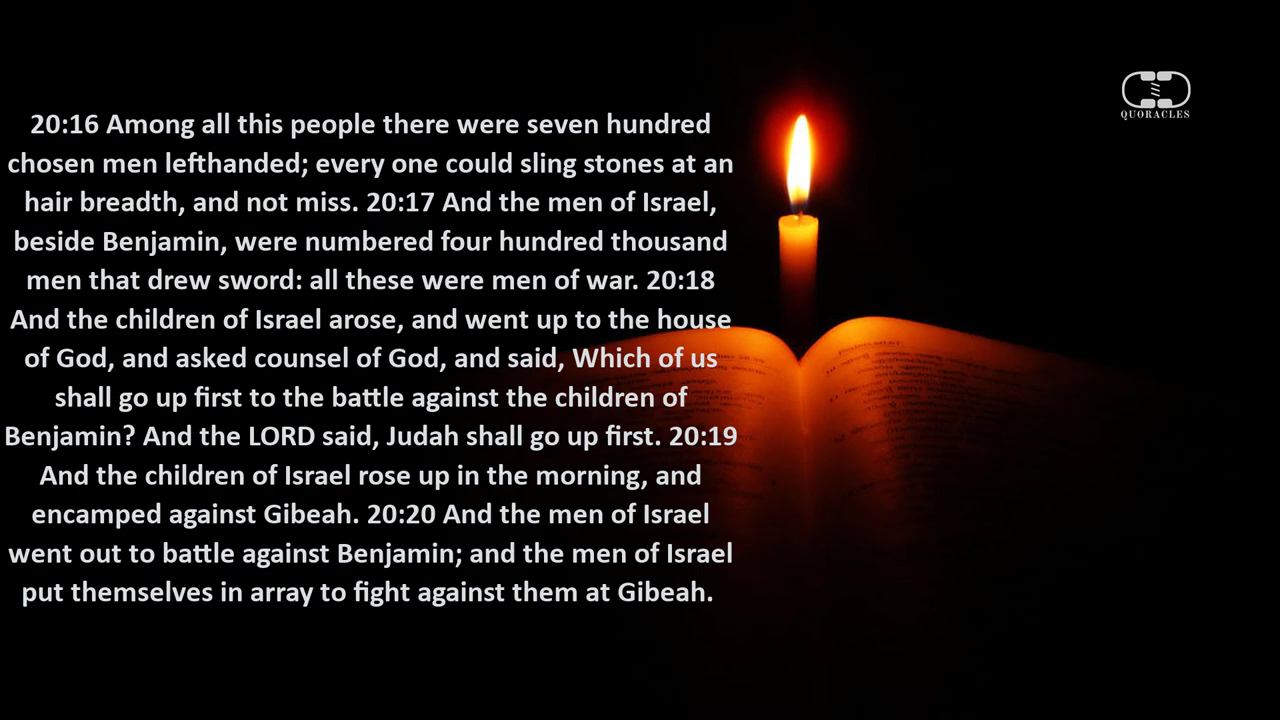 20:16 Among all this people there were seven hundred
chosen men lefthanded; every one could sling stones at an
hair breadth, and not miss. 20:17 And the men of Israel,
beside Benjamin, were numbered four hundred thousand
men that drew sword: all these were men of war. 20:18
And the children of Israel arose, and went up to the house
of God, and asked counsel of God, and said, Which of us
shall go up first to the battle against the children of
Benjamin? And the LORD said, Judah shall go up first. 20:19
And the children of Israel rose up in the morning, and
encamped against Gibeah. 20:20 And the men of Israel
went out to battle against Benjamin; and the men of Israel
put themselves in array to fight against them at Gibeah.
QUORACLES